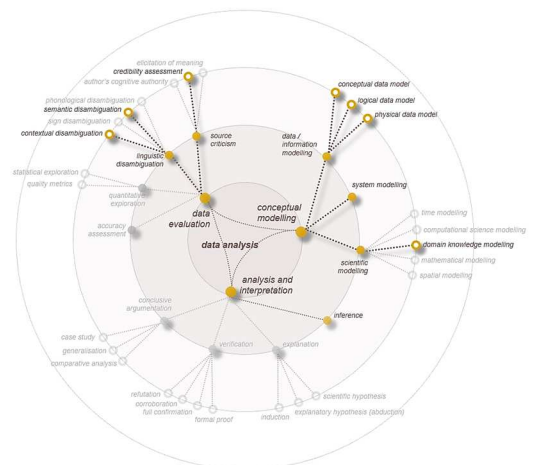 elicitation of meaning
credibility assessment
author's cognitive authority
phonological disambiguation
semantic disambiguation
sign disambiguation
contextual disambiguation
source
criticism
linguistic
disambiguation
statistical exploration
quality metrics
quantitative
exploration
accuracy
assessment
data
evaluation
data analysis
conceptual
modelling
analysis and
interpretation
data /
information
modelling
conceptual data model
logical data model
physical data model
system modelling
scientific
modelling
time modelling
computational science modelling
domain knowledge modelling
mathematical modelling
spatial modelling
inference
conclusive
argumentation
case study
generalisation
comparative analysis
verification
refutation
corroboration
full confirmation
formal proof
explanation
scientific hypothesis
explanatory hypothesis (abduction)
induction